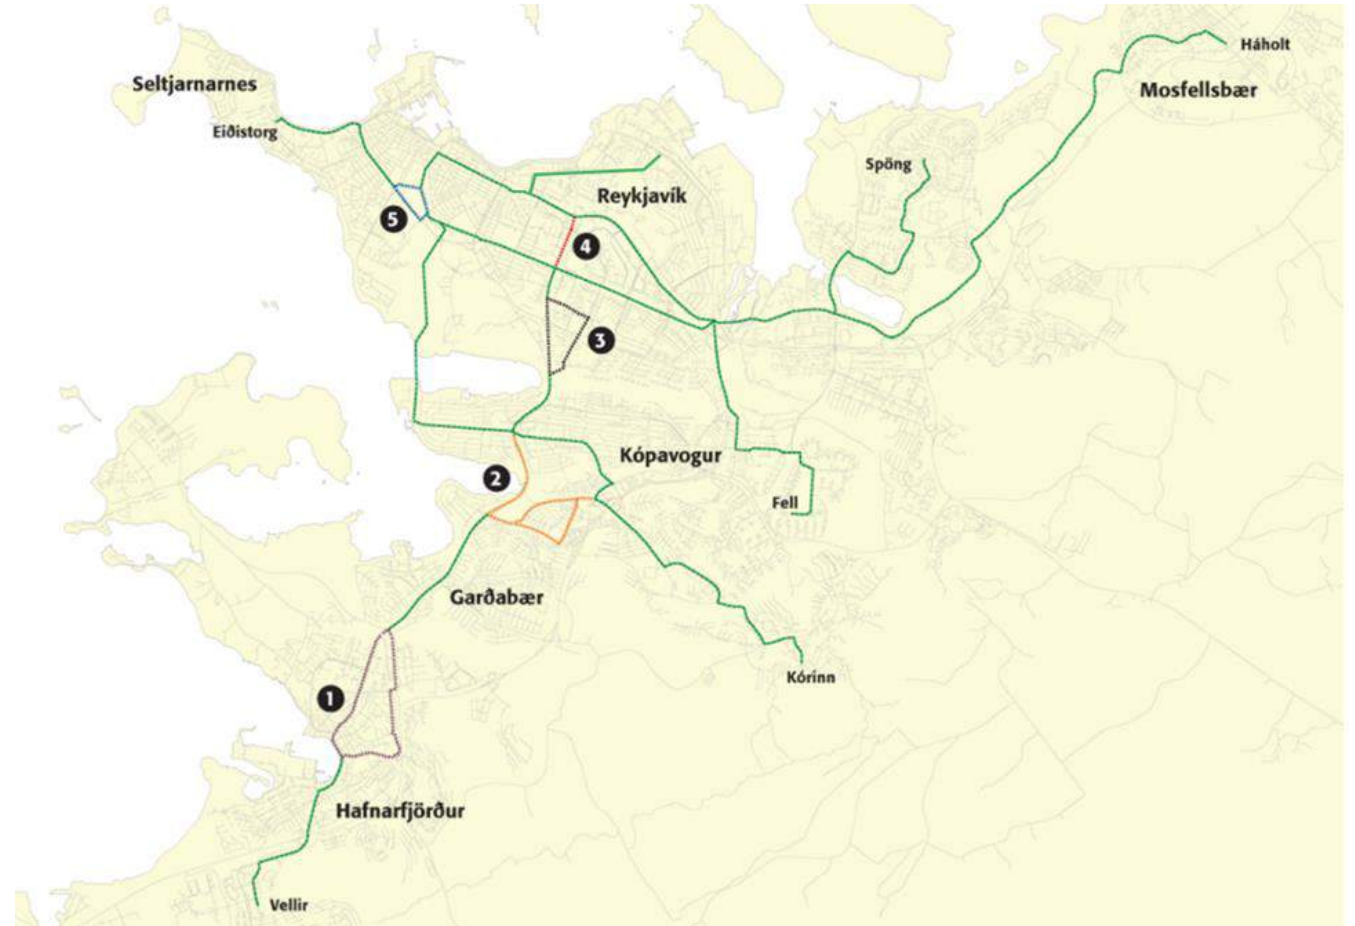 Háholt
Seltjarnarnes
Mosfellsbær
Eiðistorg
Spöng
Reykjavík
5
4
3
Kópavogur
2
Fell
Garðabær
Kórinn
1
Hafnarfjörður
Vellir